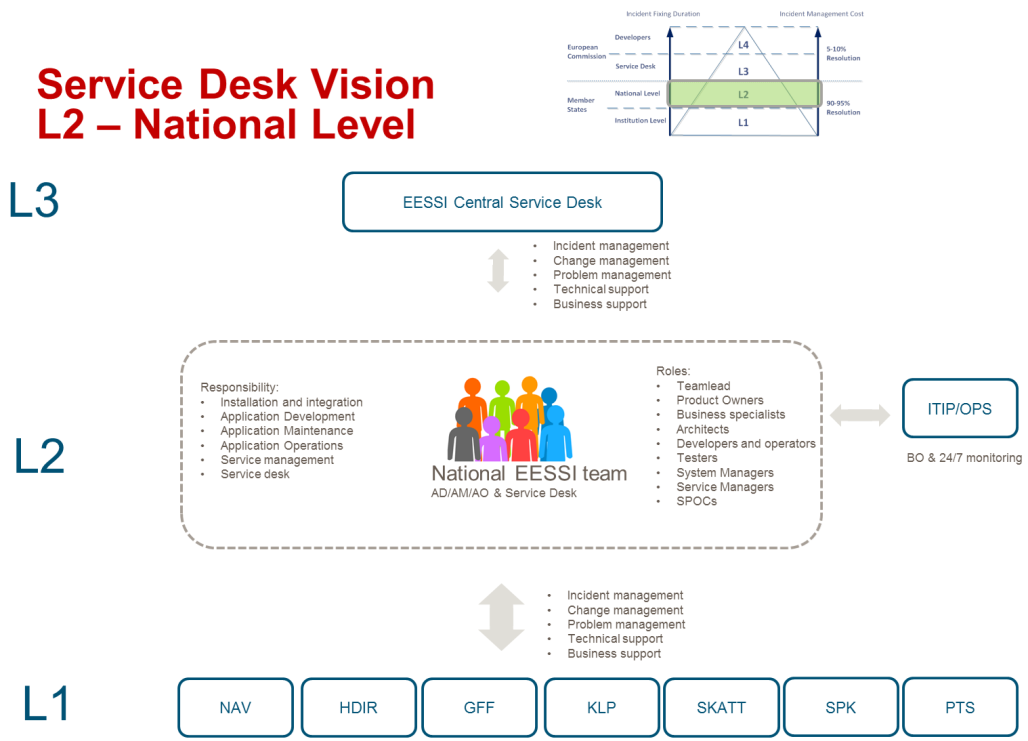 Incident Fixing Duration
Incident Management Cost
Service Desk Vision
L2 – National Level
European
Commission
Developers
Service Desk
L4
L3
5-10%
Resolution
Member
States
National Level
Institution Level
L2
L1
90-95%
Resolution
L3
EESSI Central Service Desk
• Incident management
• Change management
• Problem management
• Technical support
• Business support
L2
Responsibility:
• Installation and integration
• Application Development
• Application Maintenance
• Application Operations
• Service management
• Service desk
National EESSI team
AD/AM/AO & Service Desk
Roles:
• Teamlead
• Product Owners
• Business specialists
• Architects
• Developers and operators
• Testers
• System Managers
• Service Managers
• SPOCs
ITIP/OPS
BO & 24/7 monitoring
• Incident management
• Change management
• Problem management
• Technical support
• Business support
L1
NAV
HDIR
GFF
KLP
SKATT
SPK
PTS